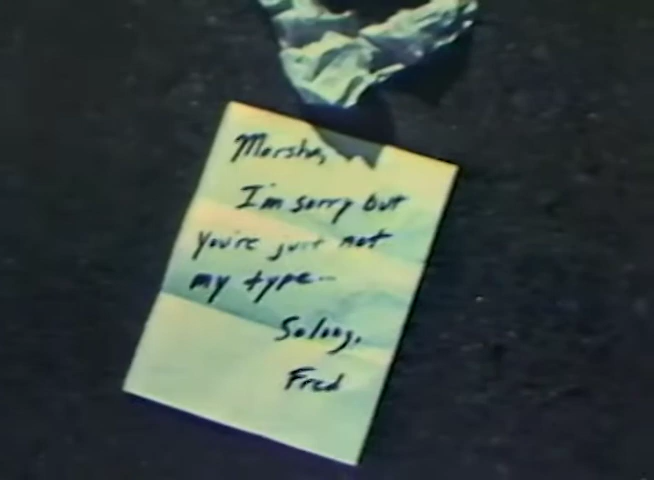 Marsha,
I'm sorry but
you're just not
my type--
So long,
Fred